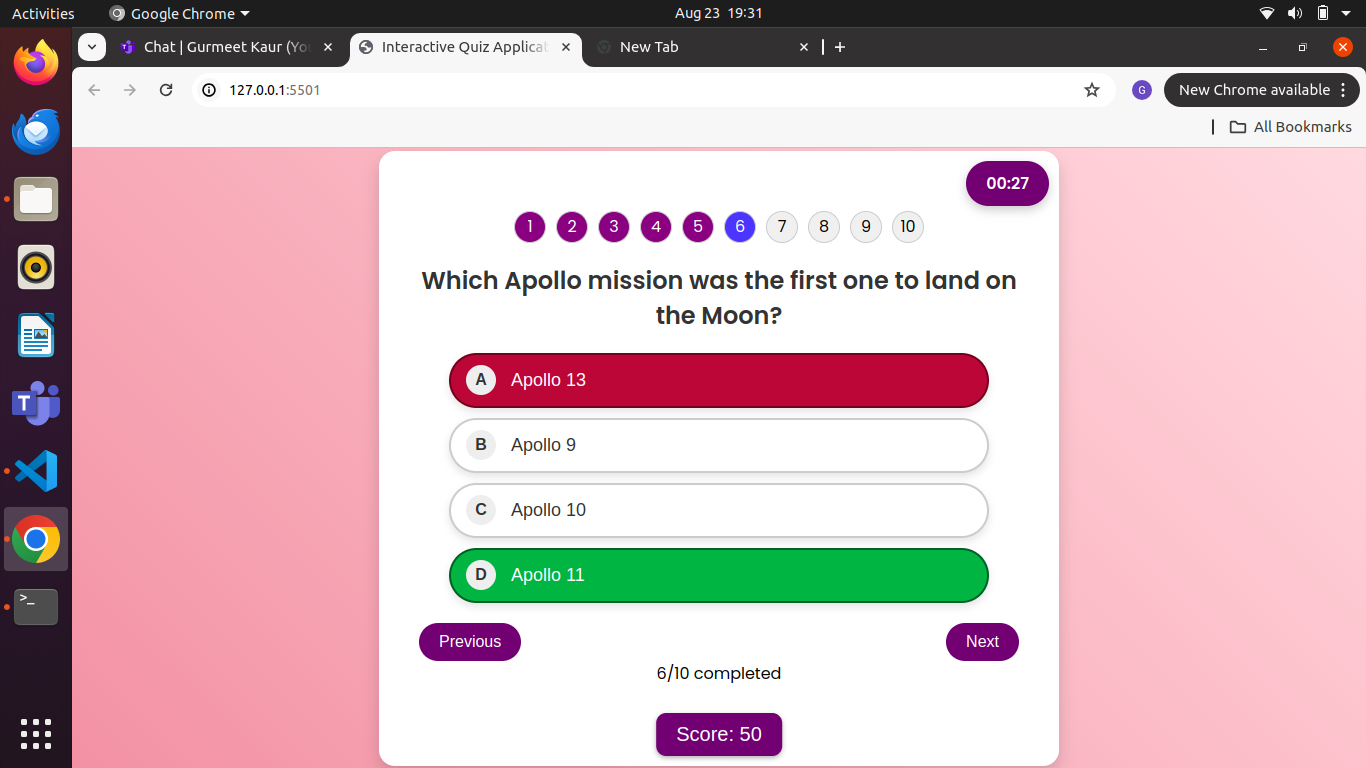 Activities Google Chrome Aug 23 19:31
Chat | Gurmeet Kaur (You Interactive Quiz Applicat New Tab
127.0.0.1:5501 G New Chrome available
All Bookmarks
00:27
1 2 3 4 5 6 7 8 9 10
Which Apollo mission was the first one to land on
the Moon?
A Apollo 13
B Apollo 9
C Apollo 10
D Apollo 11
Previous Next
6/10 completed
Score: 50